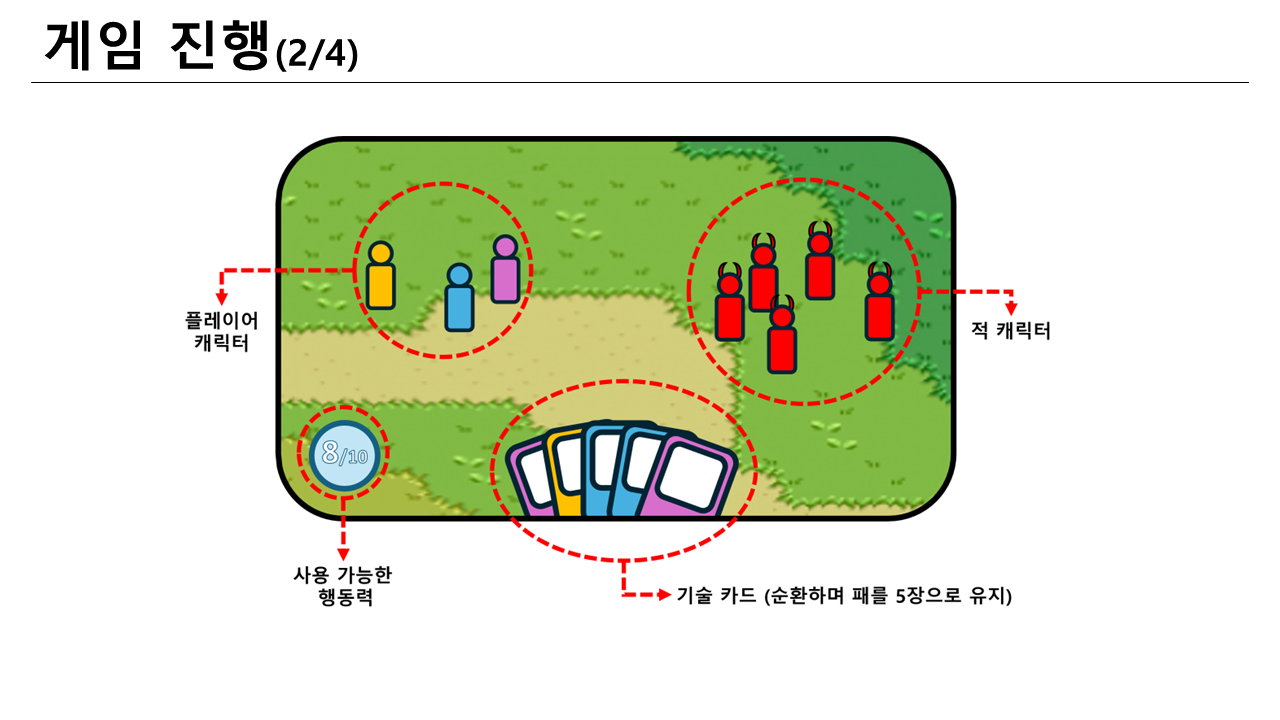 게임 진행(2/4)
플레이어
캐릭터
적 캐릭터
8/10
사용 가능한
행동력
기술 카드 (순환하며 패를 5장으로 유지)